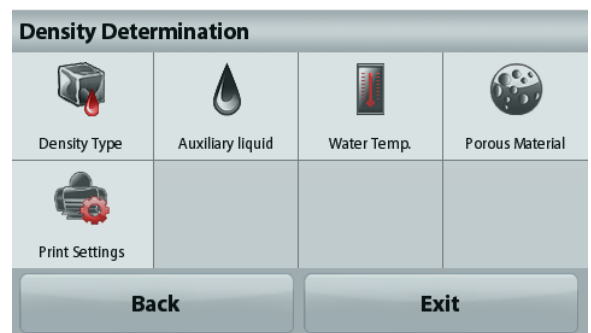 Density Determination
Density Type
Auxiliary liquid
Water Temp.
Porous Material
Print Settings
Back
Exit